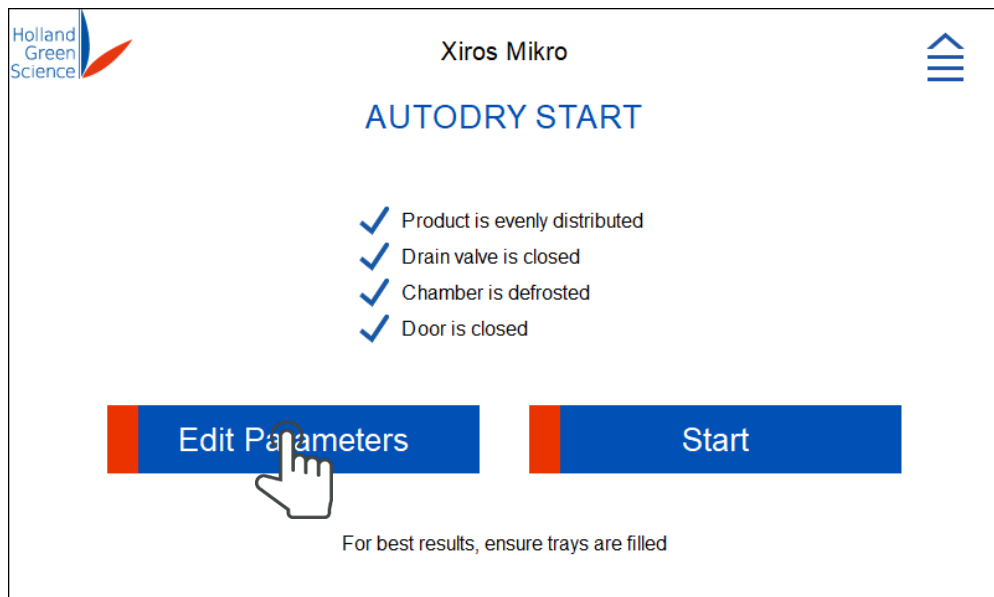 Holland
Green
Science
Xiros Mikro
AUTODRY START
Product is evenly distributed
Drain valve is closed
Chamber is defrosted
Door is closed
Edit Parameters
Start
For best results, ensure trays are filled